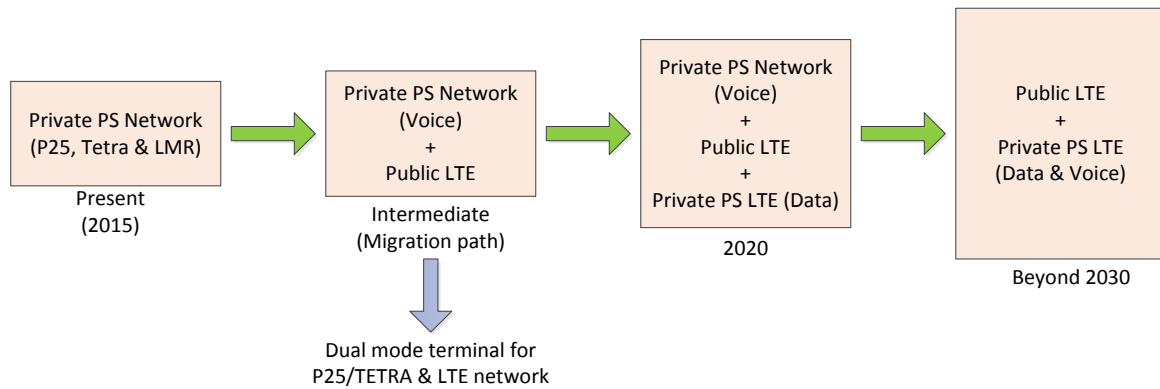 Private PS Network
(P25, Tetra & LMR)
Present
(2015)
Private PS Network
(Voice)
+
Public LTE
Intermediate
(Migration path)
Dual mode terminal for
P25/TETRA & LTE network
Private PS Network
(Voice)
+
Public LTE
+
Private PS LTE (Data)
2020
Public LTE
+
Private PS LTE
(Data & Voice)
Beyond 2030